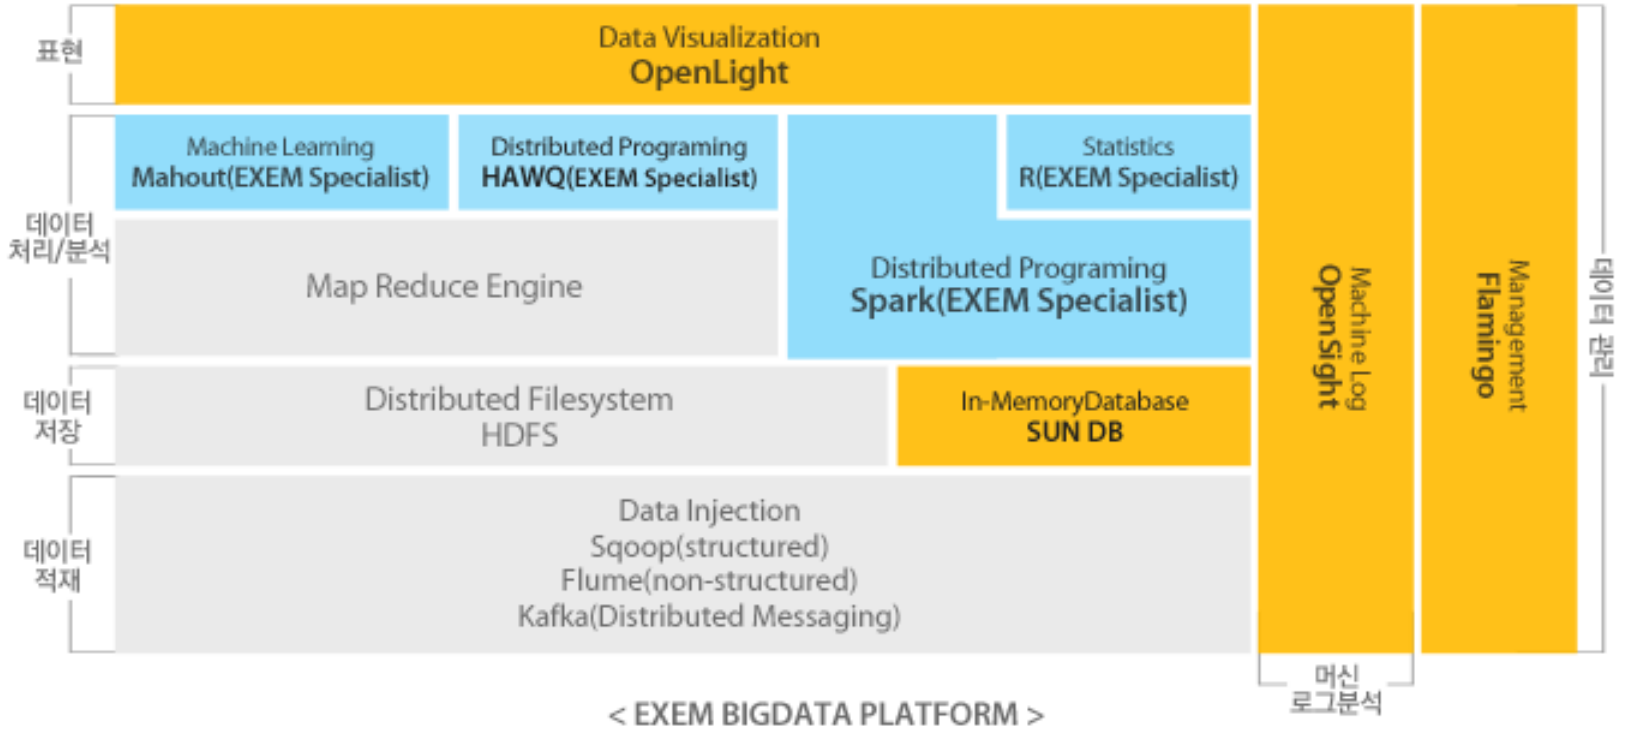 표현
Data Visualization
OpenLight
데이터
처리/분석
Machine Learning
Mahout(EXEM Specialist)
Distributed Programing
HAWQ(EXEM Specialist)
Statistics
R(EXEM Specialist)
Map Reduce Engine
Distributed Programing
Spark(EXEM Specialist)
데이터
저장
Distributed Filesystem
HDFS
In-MemoryDatabase
SUN DB
데이터
적재
Data Injection
Sqoop(structured)
Flume(non-structured)
Kafka(Distributed Messaging)
Machine Log
OpenSight
머신
로그분석
Management
Flamingo
데이터 관리
< EXEM BIGDATA PLATFORM >